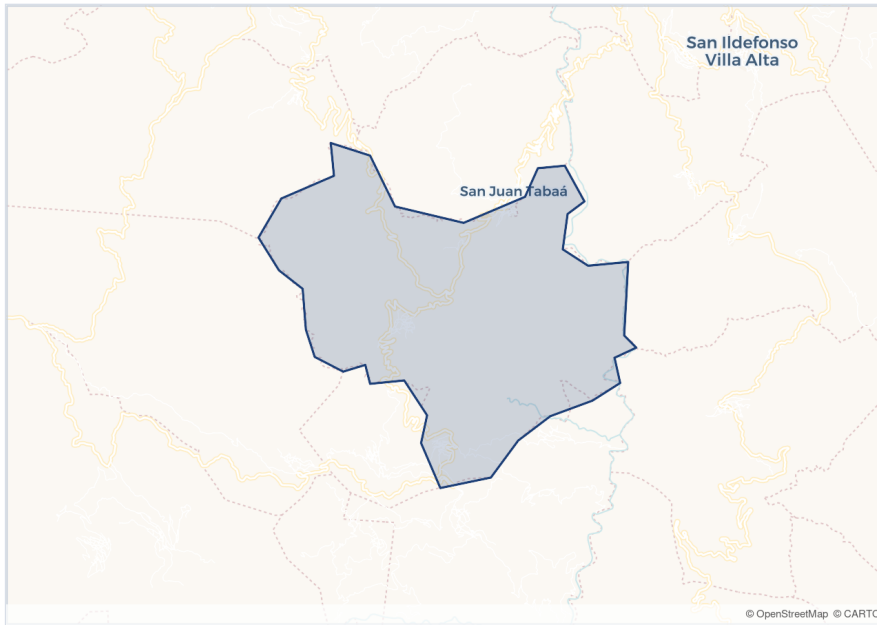 San Ildefonso
Villa Alta
San Juan Tabaá
© OpenStreetMap © CARTO